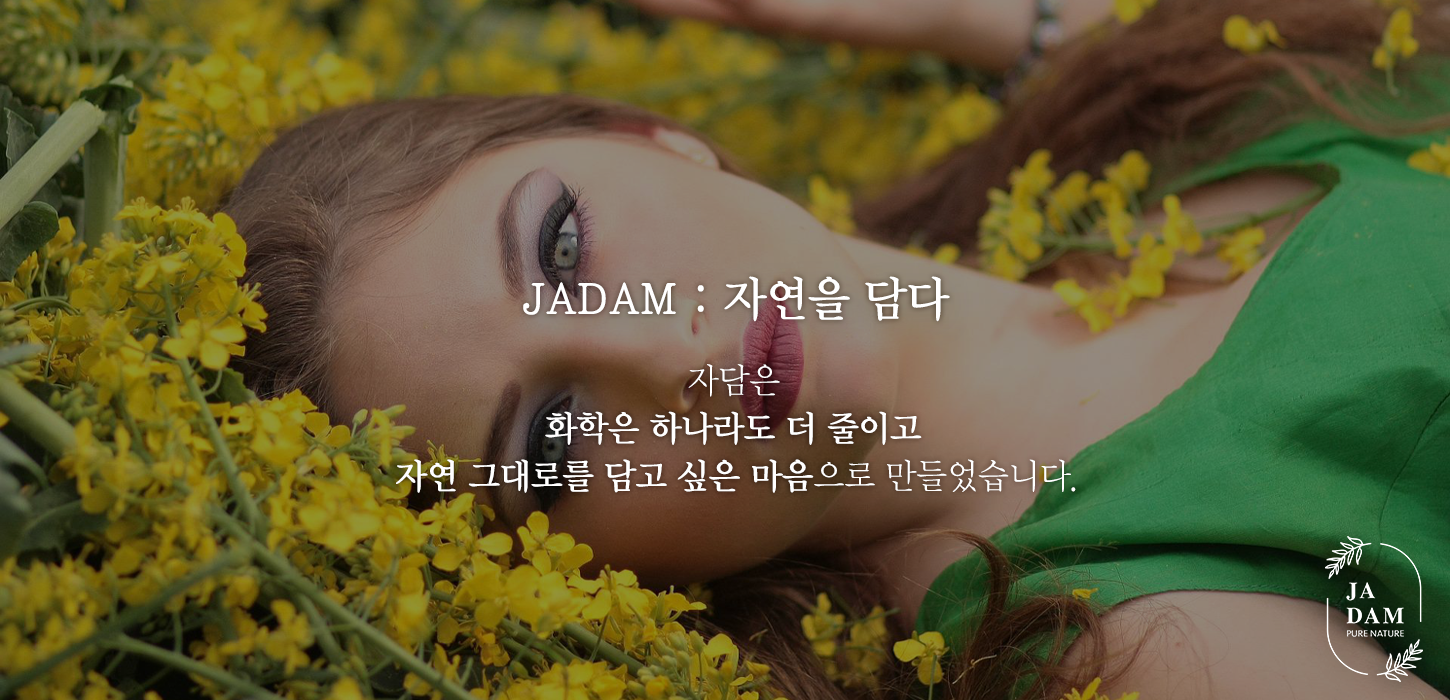 JADAM : 자연을 담다
자담은
화학은 하나라도 더 줄이고
자연 그대로를 담고 싶은 마음으로 만들었습니다.
JA
DAM
PURE NATURE